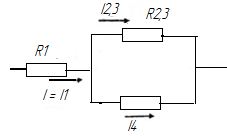 I2,3
R2,3
R1
I = I1
I4